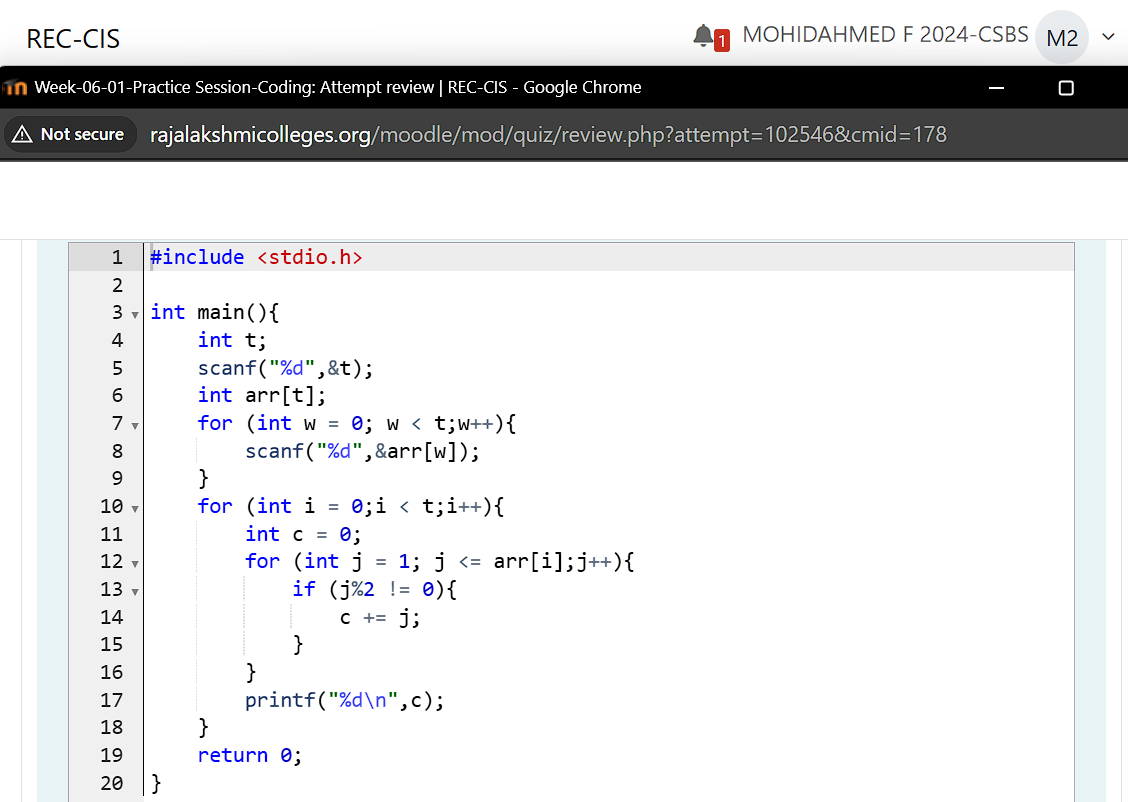 REC-CIS
1 MOHIDAHMED F 2024-CSBS M2
Week-06-01-Practice Session-Coding: Attempt review | REC-CIS - Google Chrome
Not secure rajalakshmicolleges.org/moodle/mod/quiz/review.php?attempt=102546&cmid=178
1 #include <stdio.h>
2
3 int main(){
4     int t;
5     scanf("%d",&t);
6     int arr[t];
7     for (int w = 0; w < t;w++){
8         scanf("%d",&arr[w]);
9     }
10     for (int i = 0;i < t;i++){
11         int c = 0;
12         for (int j = 1; j <= arr[i];j++){
13             if (j%2 != 0){
14                 c += j;
15             }
16         }
17         printf("%d\n",c);
18     }
19     return 0;
20 }